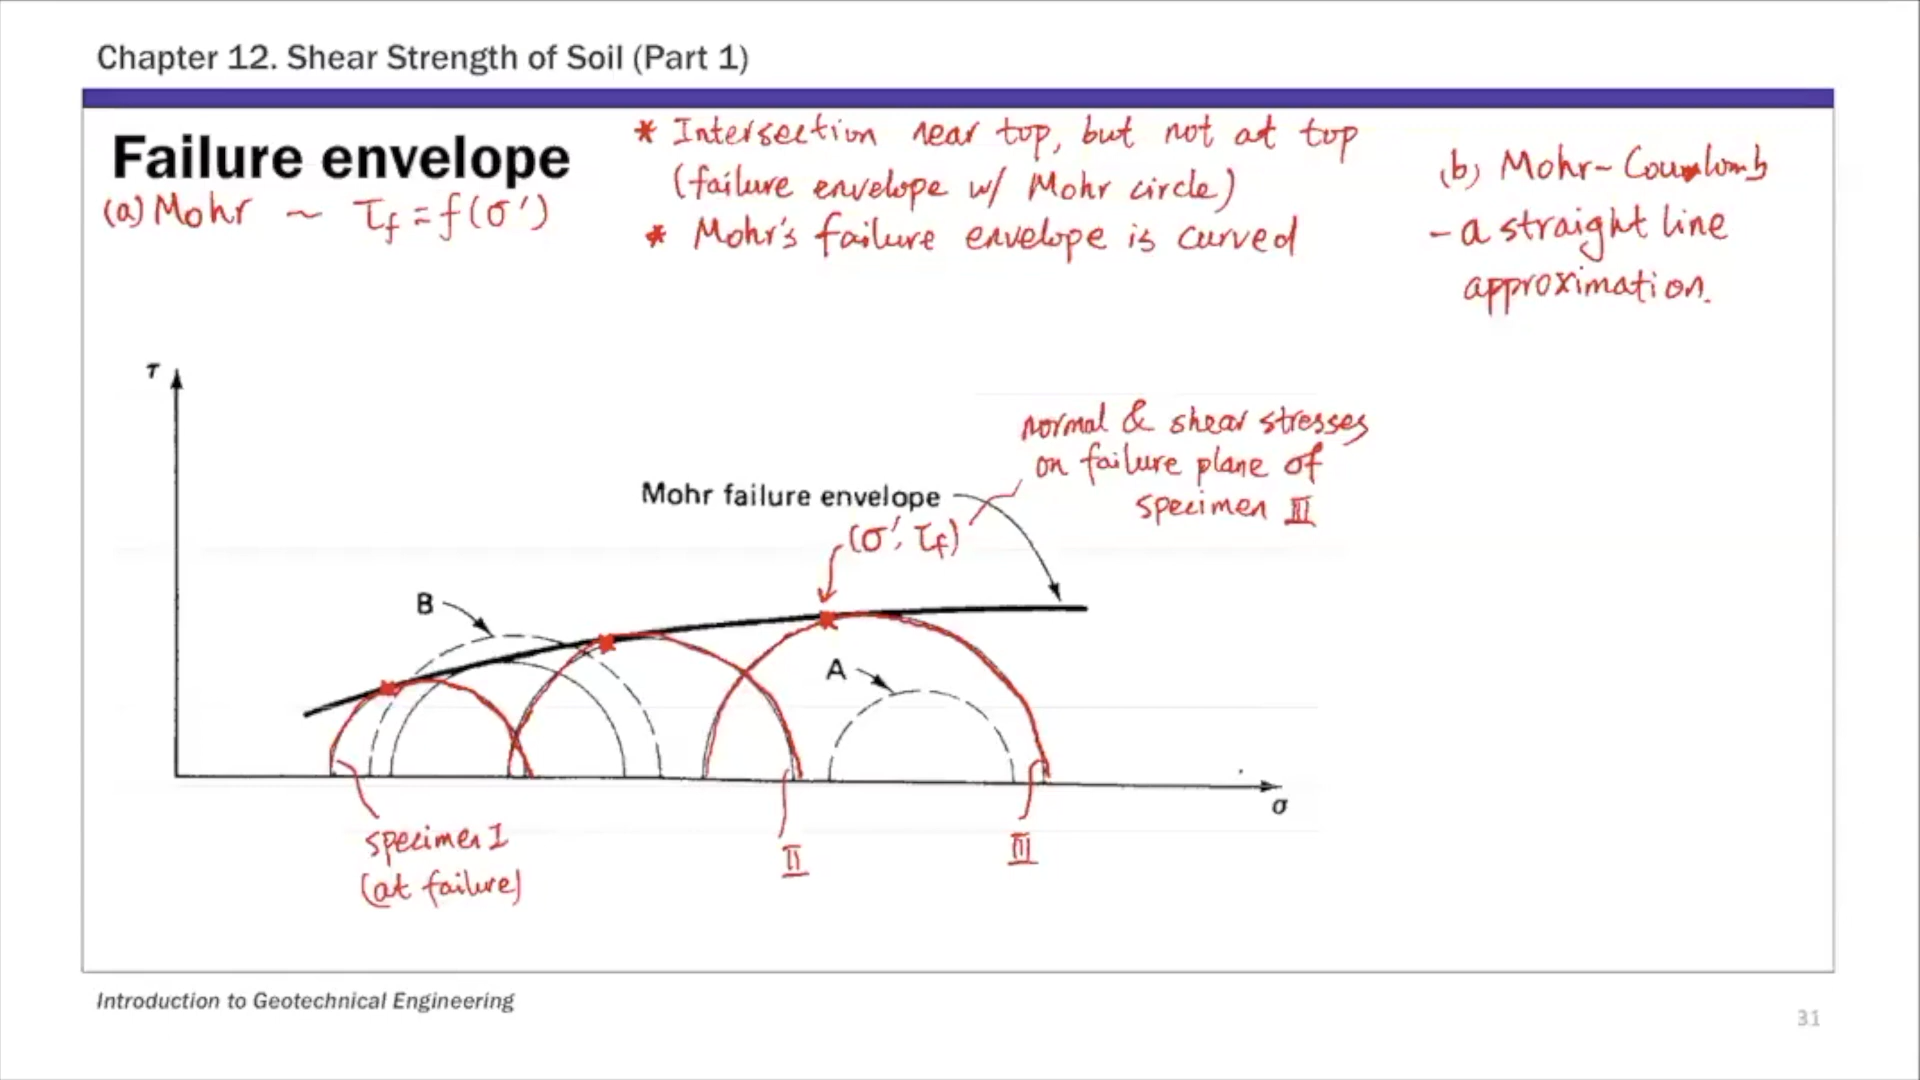 Chapter 12. Shear Strength of Soil (Part 1)
Failure envelope
(a) Mohr ~ τf = f(σ')
* Intersection near top, but not at top
(failure envelope w/ Mohr circle)
* Mohr's failure envelope is curved
(b) Mohr-Coumlomb
- a straight line
approximation.
τ
normal & shear stresses
on failure plane of
specimen III
Mohr failure envelope
(σ', τf)
B
A
σ
specimen I
(at failure)
II
III
Introduction to Geotechnical Engineering
31